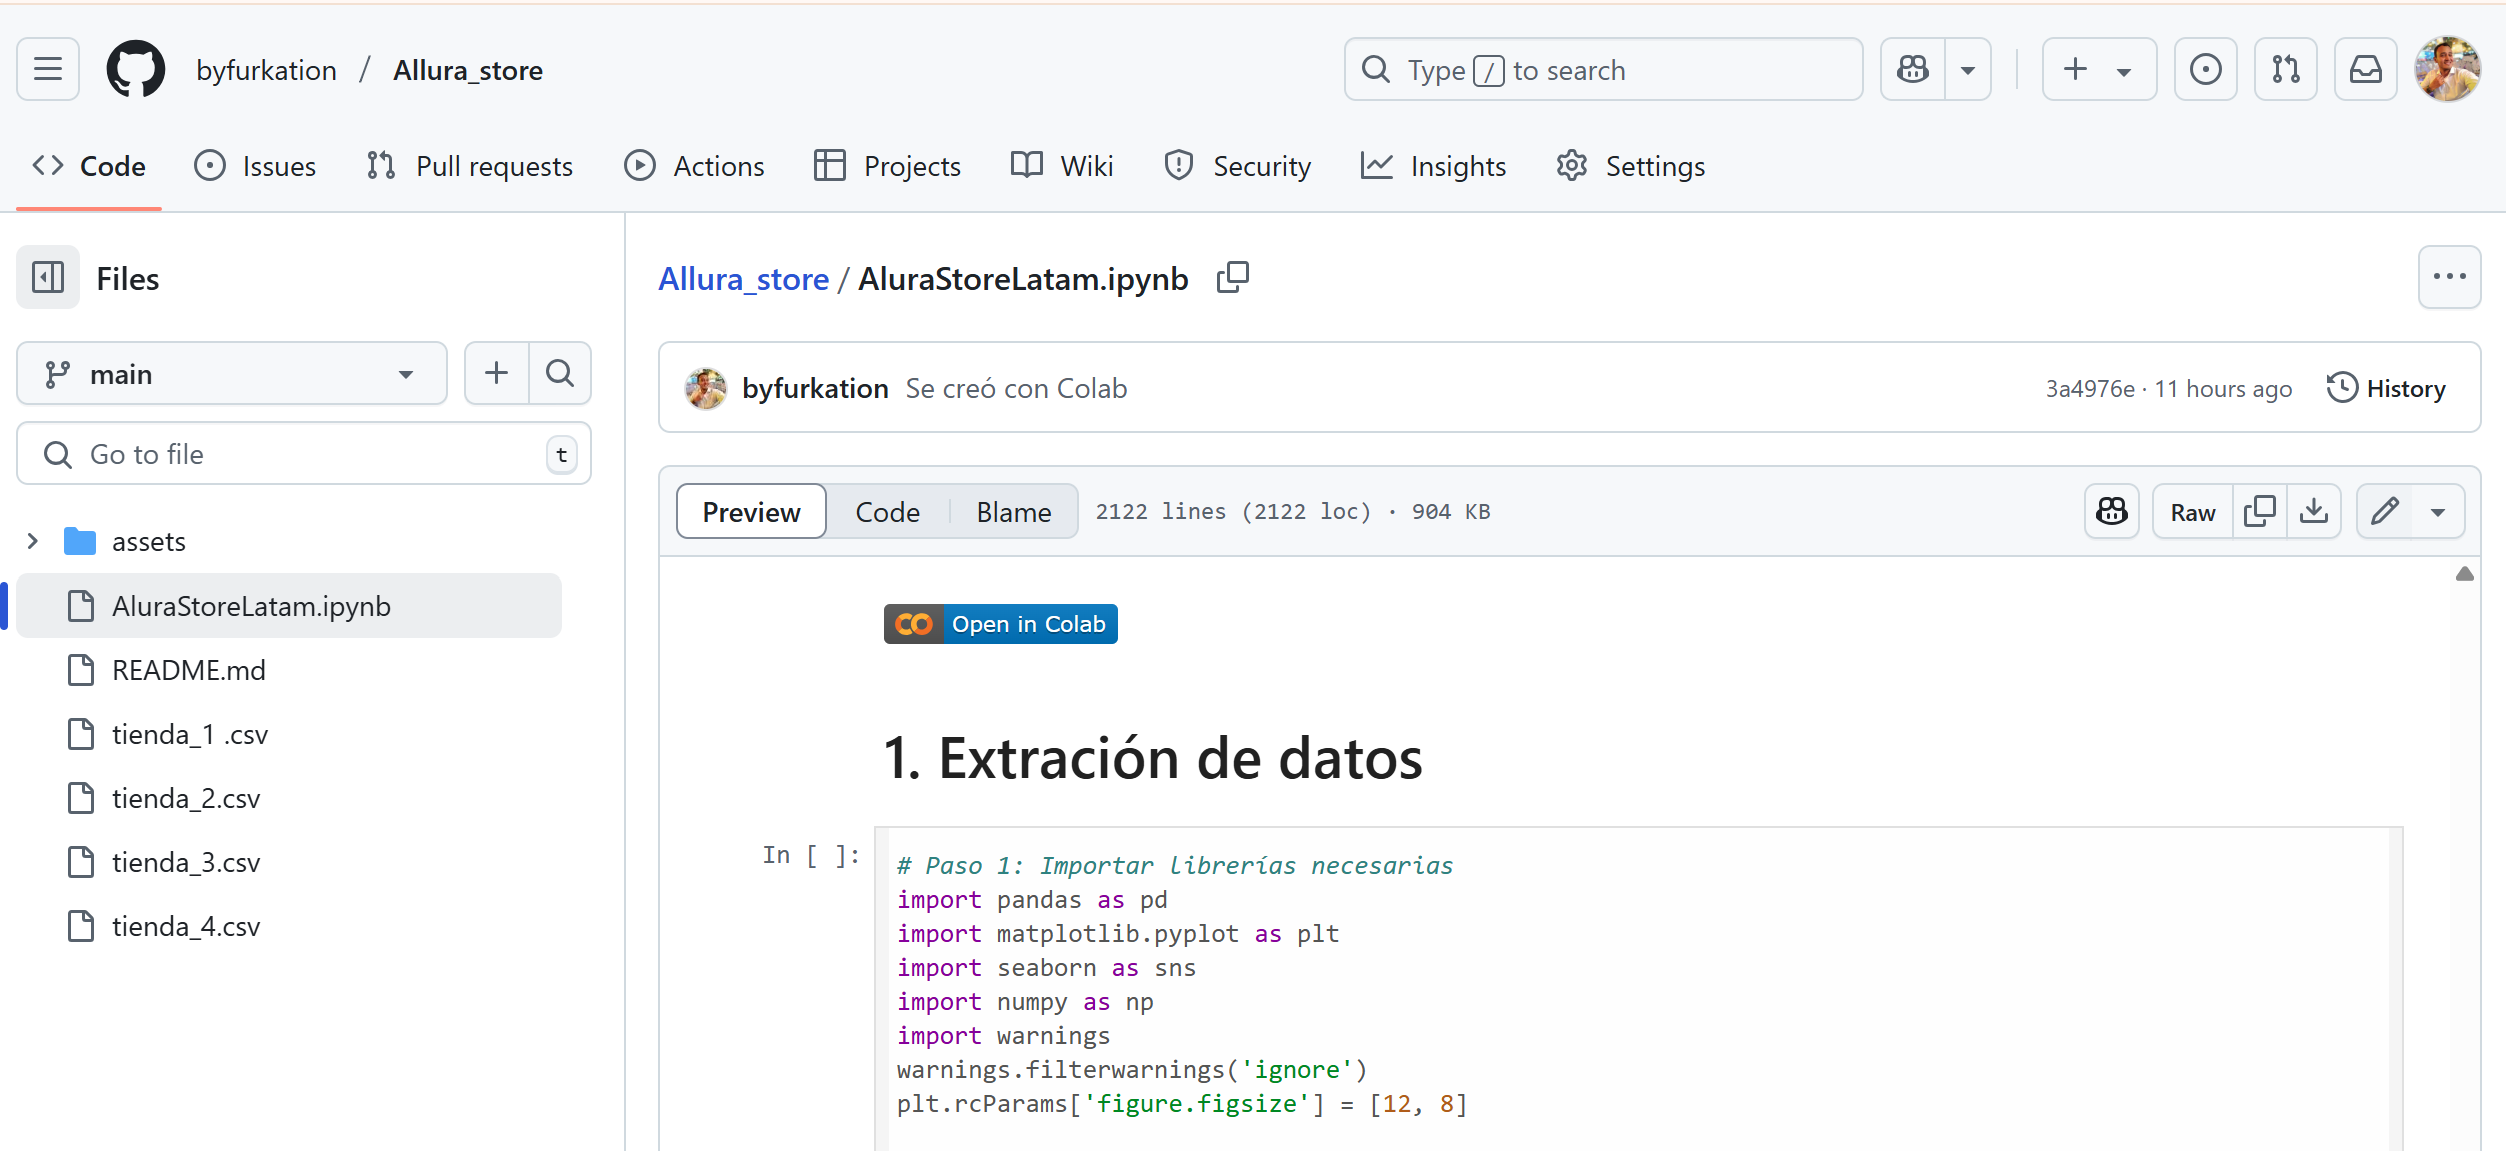 byfurkation / Allura_store
Type / to search
Code Issues Pull requests Actions Projects Wiki Security Insights Settings
Files
main
Go to file t
assets
AluraStoreLatam.ipynb
README.md
tienda_1 .csv
tienda_2.csv
tienda_3.csv
tienda_4.csv
Allura_store / AluraStoreLatam.ipynb
byfurkation Se creó con Colab 3a4976e · 11 hours ago History
Preview Code Blame 2122 lines (2122 loc) · 904 KB Raw
Open in Colab
1. Extración de datos
In [ ]:
# Paso 1: Importar librerías necesarias
import pandas as pd
import matplotlib.pyplot as plt
import seaborn as sns
import numpy as np
import warnings
warnings.filterwarnings('ignore')
plt.rcParams['figure.figsize'] = [12, 8]